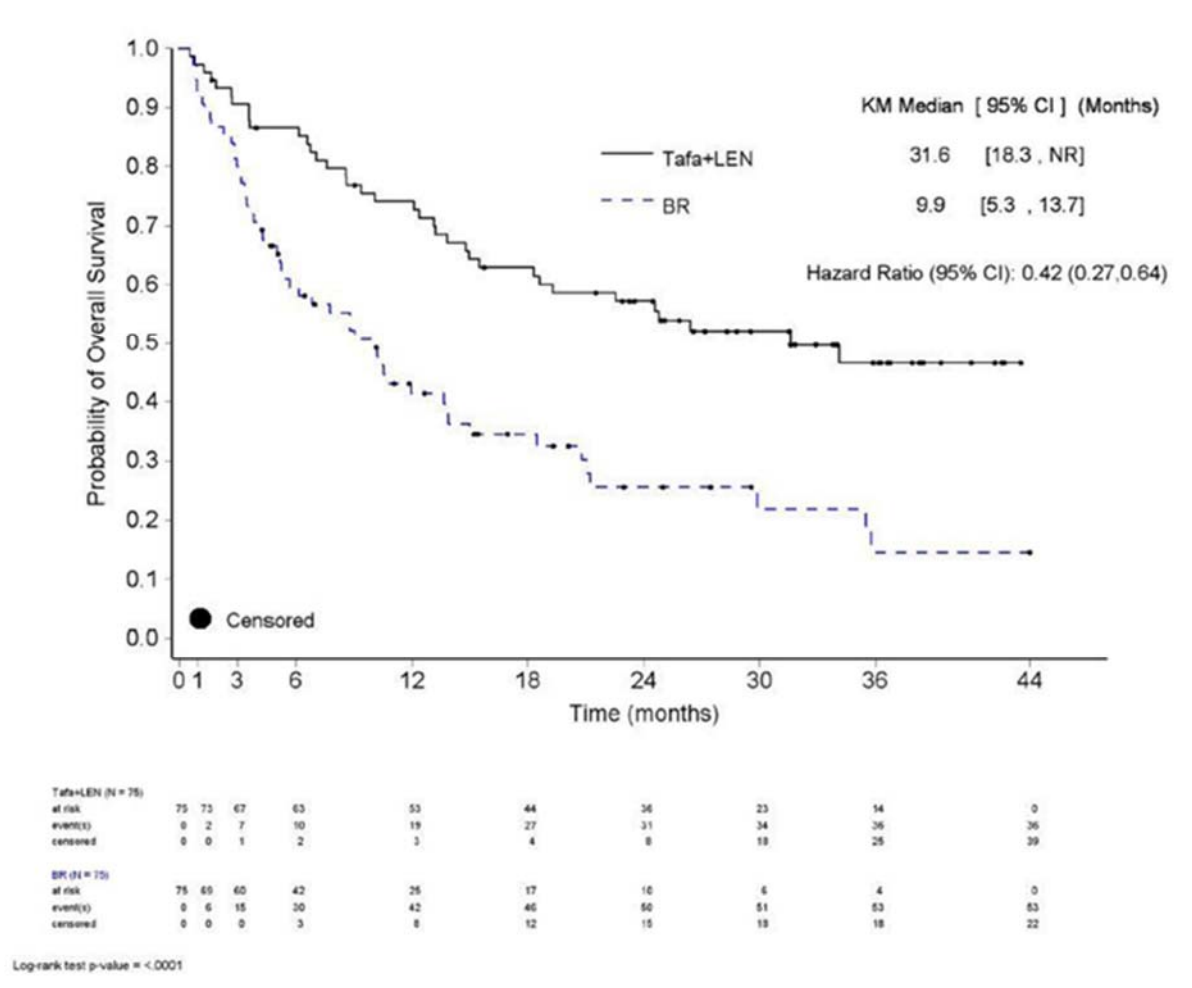 1.0
0.9
0.8
0.7
0.6
0.5
0.4
0.3
0.2
0.1
0.0
Probability of Overall Survival
KM Median [ 95% CI ] (Months)
Tafa+LEN 31.6 [18.3 , NR]
BR 9.9 [5.3 , 13.7]
Hazard Ratio (95% CI): 0.42 (0.27,0.64)
Censored
0 1 3 6 12 18 24 30 36 44
Time (months)
Tafa+LEN (N = 75)
at risk 75 73 67 63 53 44 36 23 14 0
event(s) 0 2 7 10 19 27 31 34 36 36
censored 0 0 1 2 3 4 8 18 25 39
BR (N = 75)
at risk 75 69 60 42 25 17 10 6 4 0
event(s) 0 6 15 30 42 46 50 51 53 53
censored 0 0 0 3 8 12 15 18 18 22
Log-rank test p-value = <.0001